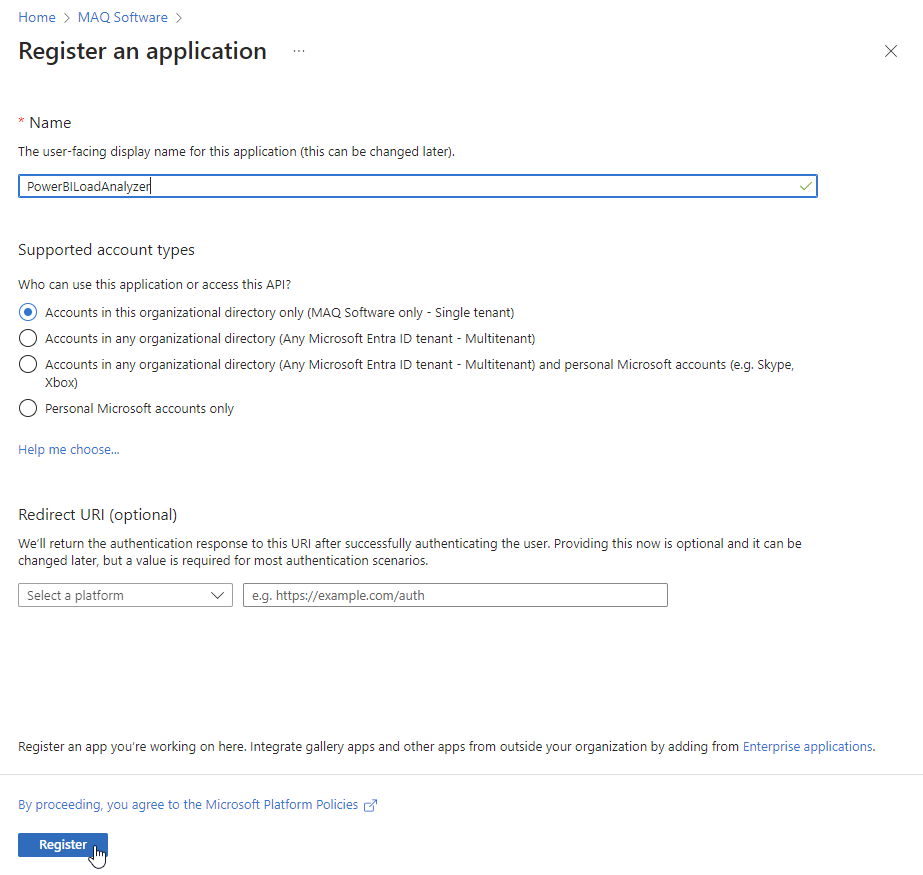 Home > MAQ Software >
Register an application ...
* Name
The user-facing display name for this application (this can be changed later).
PowerBILoadAnalyzer
Supported account types
Who can use this application or access this API?
Accounts in this organizational directory only (MAQ Software only - Single tenant)
Accounts in any organizational directory (Any Microsoft Entra ID tenant - Multitenant)
Accounts in any organizational directory (Any Microsoft Entra ID tenant - Multitenant) and personal Microsoft accounts (e.g. Skype,
Xbox)
Personal Microsoft accounts only
Help me choose...
Redirect URI (optional)
We'll return the authentication response to this URI after successfully authenticating the user. Providing this now is optional and it can be
changed later, but a value is required for most authentication scenarios.
Select a platform e.g. https://example.com/auth
Register an app you're working on here. Integrate gallery apps and other apps from outside your organization by adding from Enterprise applications.
By proceeding, you agree to the Microsoft Platform Policies
Register